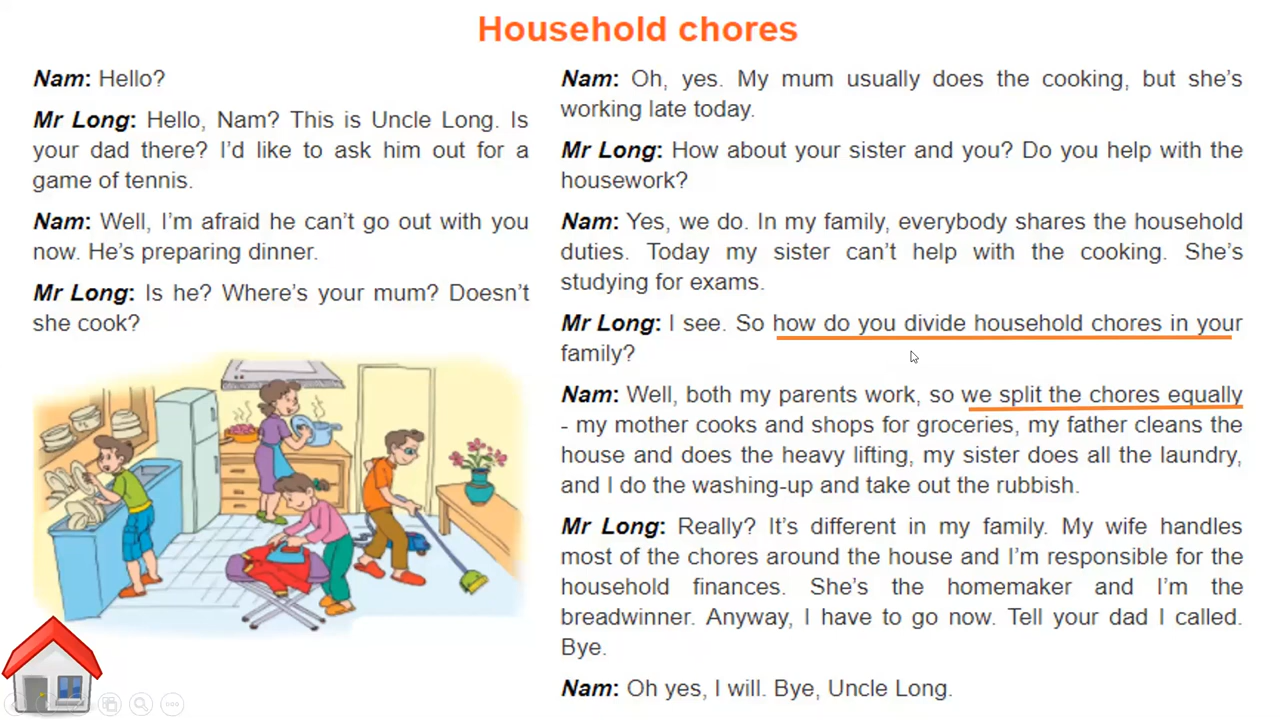 Household chores
Nam: Hello?
Mr Long: Hello, Nam? This is Uncle Long. Is
your dad there? I'd like to ask him out for a
game of tennis.
Nam: Well, I'm afraid he can't go out with you
now. He's preparing dinner.
Mr Long: Is he? Where's your mum? Doesn't
she cook?
Nam: Oh, yes. My mum usually does the cooking, but she's
working late today.
Mr Long: How about your sister and you? Do you help with the
housework?
Nam: Yes, we do. In my family, everybody shares the household
duties. Today my sister can't help with the cooking. She's
studying for exams.
Mr Long: I see. So how do you divide household chores in your
family?
Nam: Well, both my parents work, so we split the chores equally
- my mother cooks and shops for groceries, my father cleans the
house and does the heavy lifting, my sister does all the laundry,
and I do the washing-up and take out the rubbish.
Mr Long: Really? It's different in my family. My wife handles
most of the chores around the house and I'm responsible for the
household finances. She's the homemaker and I'm the
breadwinner. Anyway, I have to go now. Tell your dad I called.
Bye.
Nam: Oh yes, I will. Bye, Uncle Long.